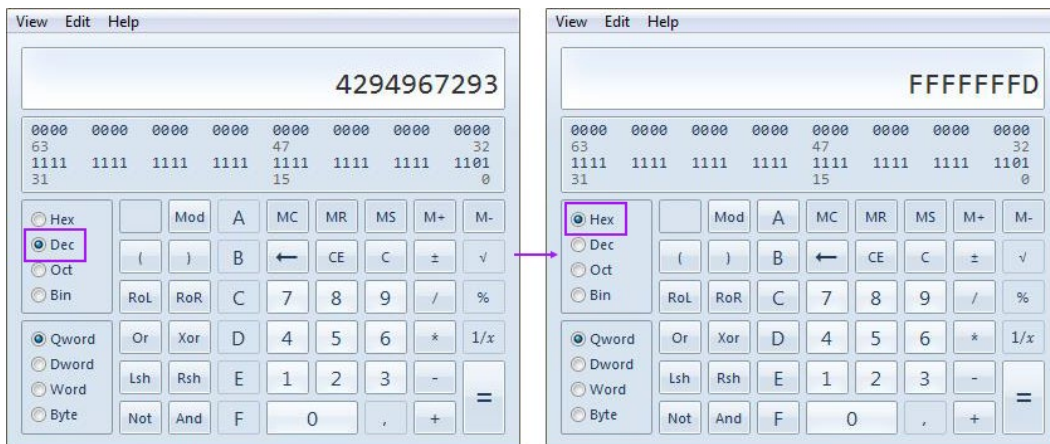 View Edit Help
4294967293
0000 0000 0000 0000 0000 0000 0000 0000
63 47 32
1111 1111 1111 1111 1111 1111 1111 1101
31 15 0
Hex Mod A MC MR MS M+ M-
Dec ( ) B ← CE C ± √
Oct
Bin RoL RoR C 7 8 9 / %
Qword Or Xor D 4 5 6 * 1/x
Dword
Word Lsh Rsh E 1 2 3 - =
Byte Not And F 0 , +
View Edit Help
FFFFFFFD
0000 0000 0000 0000 0000 0000 0000 0000
63 47 32
1111 1111 1111 1111 1111 1111 1111 1101
31 15 0
Hex Mod A MC MR MS M+ M-
Dec ( ) B ← CE C ± √
Oct
Bin RoL RoR C 7 8 9 / %
Qword Or Xor D 4 5 6 * 1/x
Dword
Word Lsh Rsh E 1 2 3 - =
Byte Not And F 0 , +